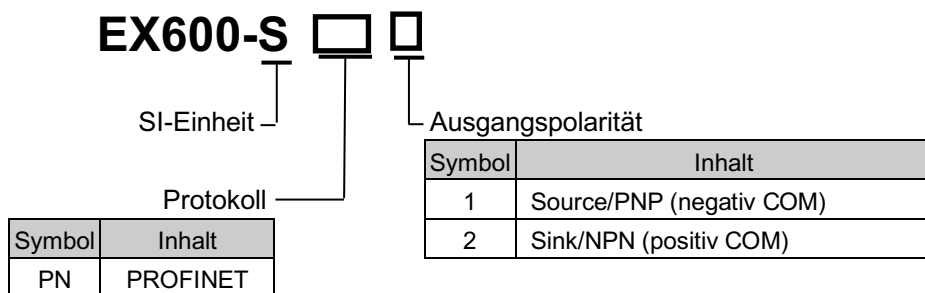 EX600-S □ □
SI-Einheit
Ausgangspolarität
Symbol Inhalt
1 Source/PNP (negativ COM)
2 Sink/NPN (positiv COM)
Protokoll
Symbol Inhalt
PN PROFINET